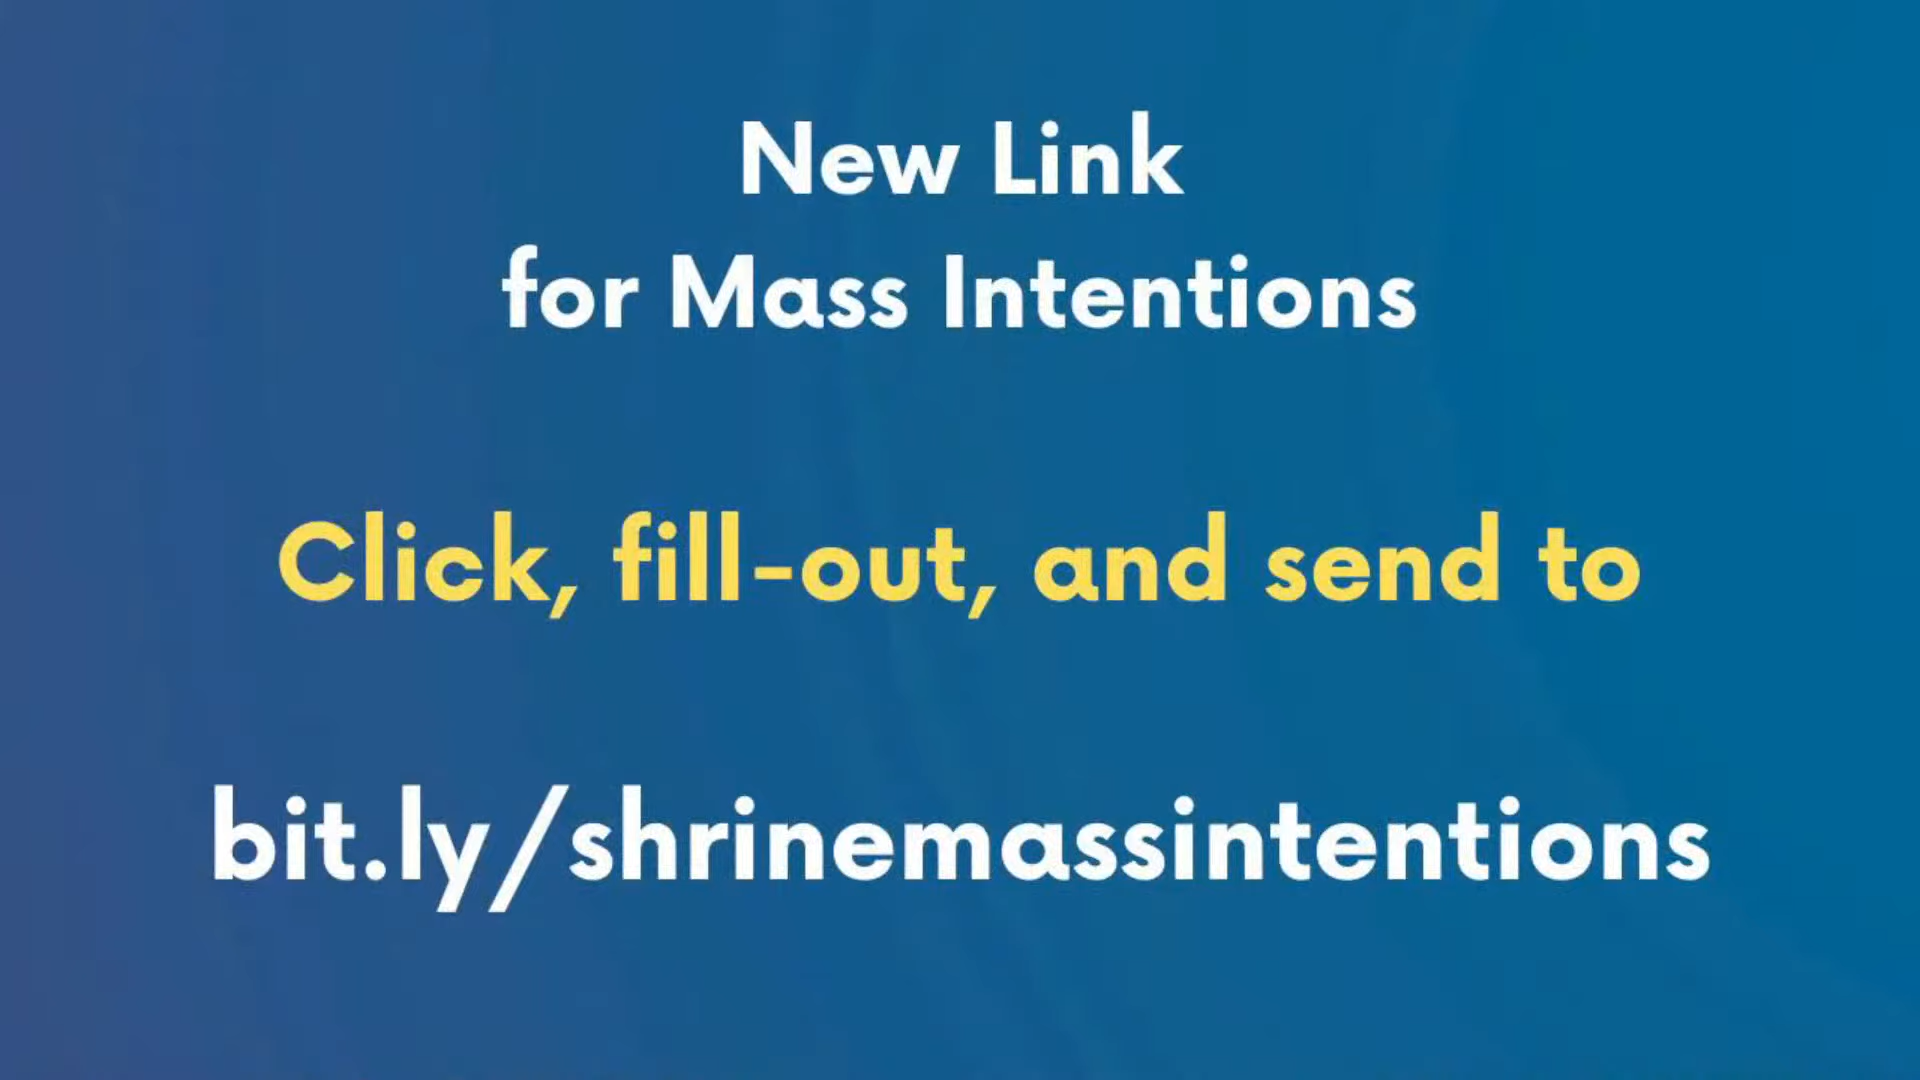 New Link
for Mass Intentions
Click, fill-out, and send to
bit.ly/shrinemassintentions